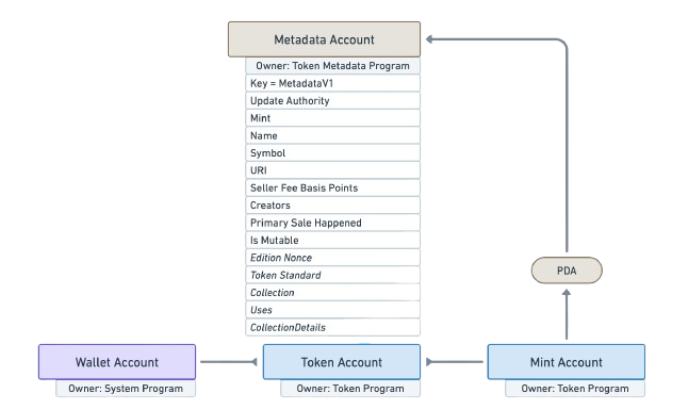 Metadata Account
Owner: Token Metadata Program
Key = MetadataV1
Update Authority
Mint
Name
Symbol
URI
Seller Fee Basis Points
Creators
Primary Sale Happened
Is Mutable
Edition Nonce
Token Standard
Collection
Uses
CollectionDetails
PDA
Wallet Account
Owner: System Program
Token Account
Owner: Token Program
Mint Account
Owner: Token Program